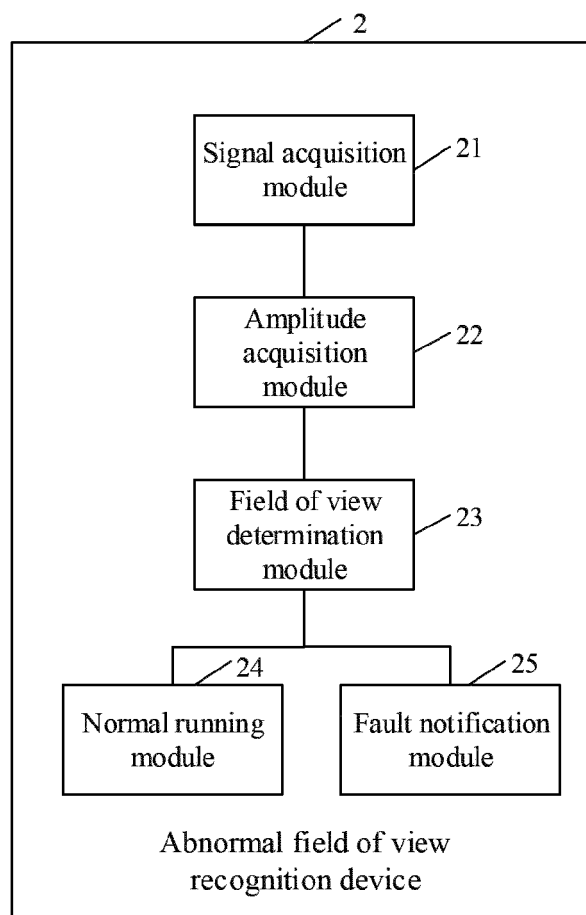 2
Signal acquisition
module
21
Amplitude
acquisition
module
22
Field of view
determination
module
23
24
25
Normal running
module
Fault notification
module
Abnormal field of view
recognition device